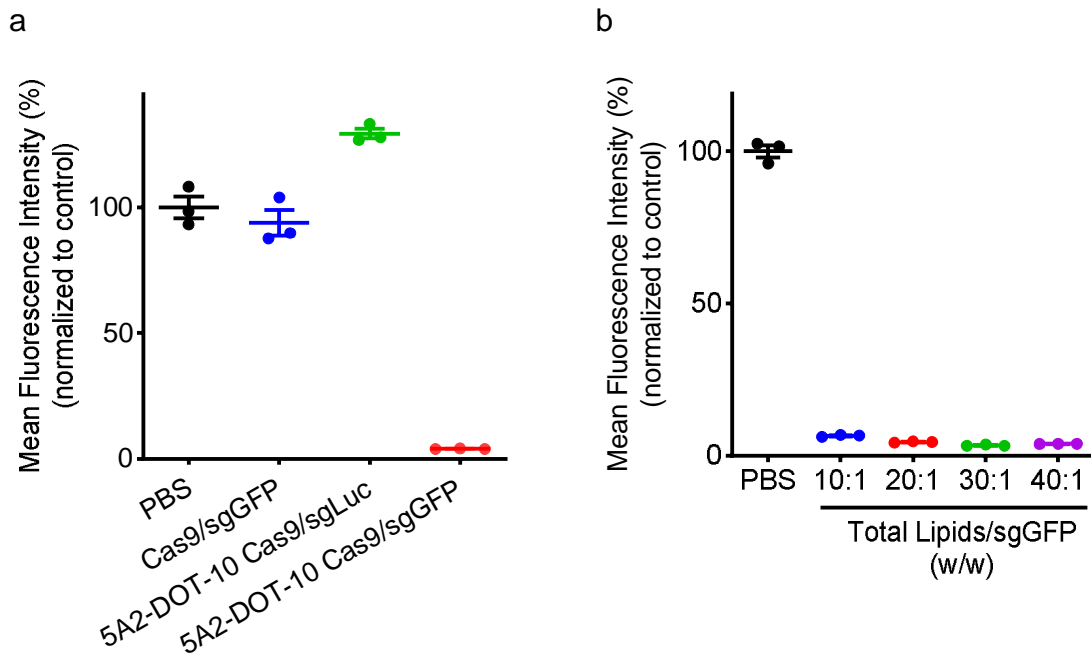 a
Mean Fluorescence Intensity (%)
(normalized to control)
100
50
0
PBS
Cas9/sgGFP
5A2-DOT-10 Cas9/sgLuc
5A2-DOT-10 Cas9/sgGFP
b
Mean Fluorescence Intensity (%)
(normalized to control)
100
50
0
PBS 10:1 20:1 30:1 40:1
Total Lipids/sgGFP
(w/w)